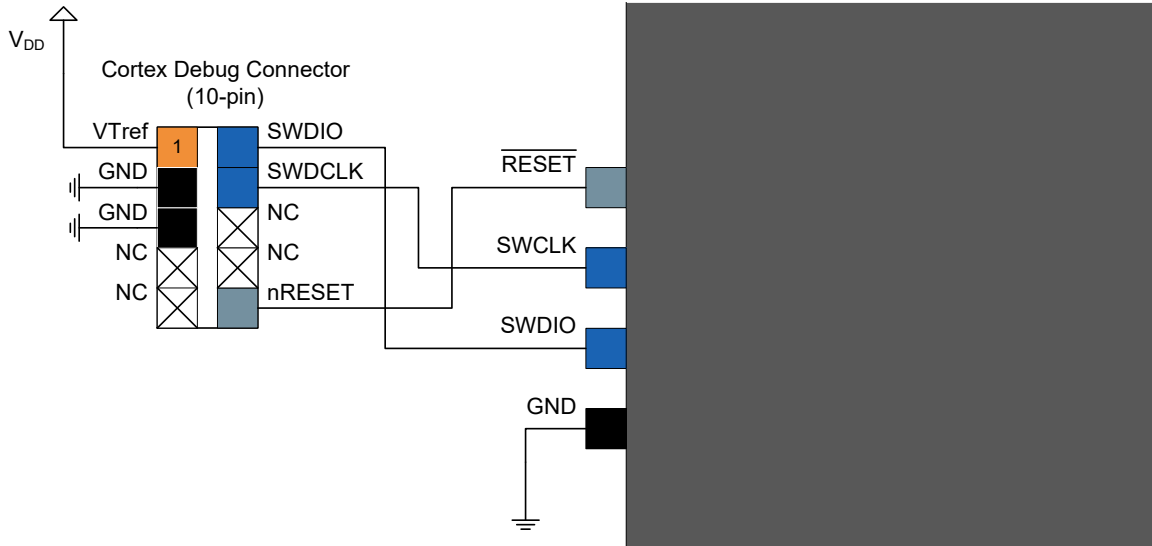 V_DD
Cortex Debug Connector
(10-pin)
VTref
1
SWDIO
GND
SWDCLK
GND
NC
NC
NC
NC
nRESET
RESET
SWCLK
SWDIO
GND